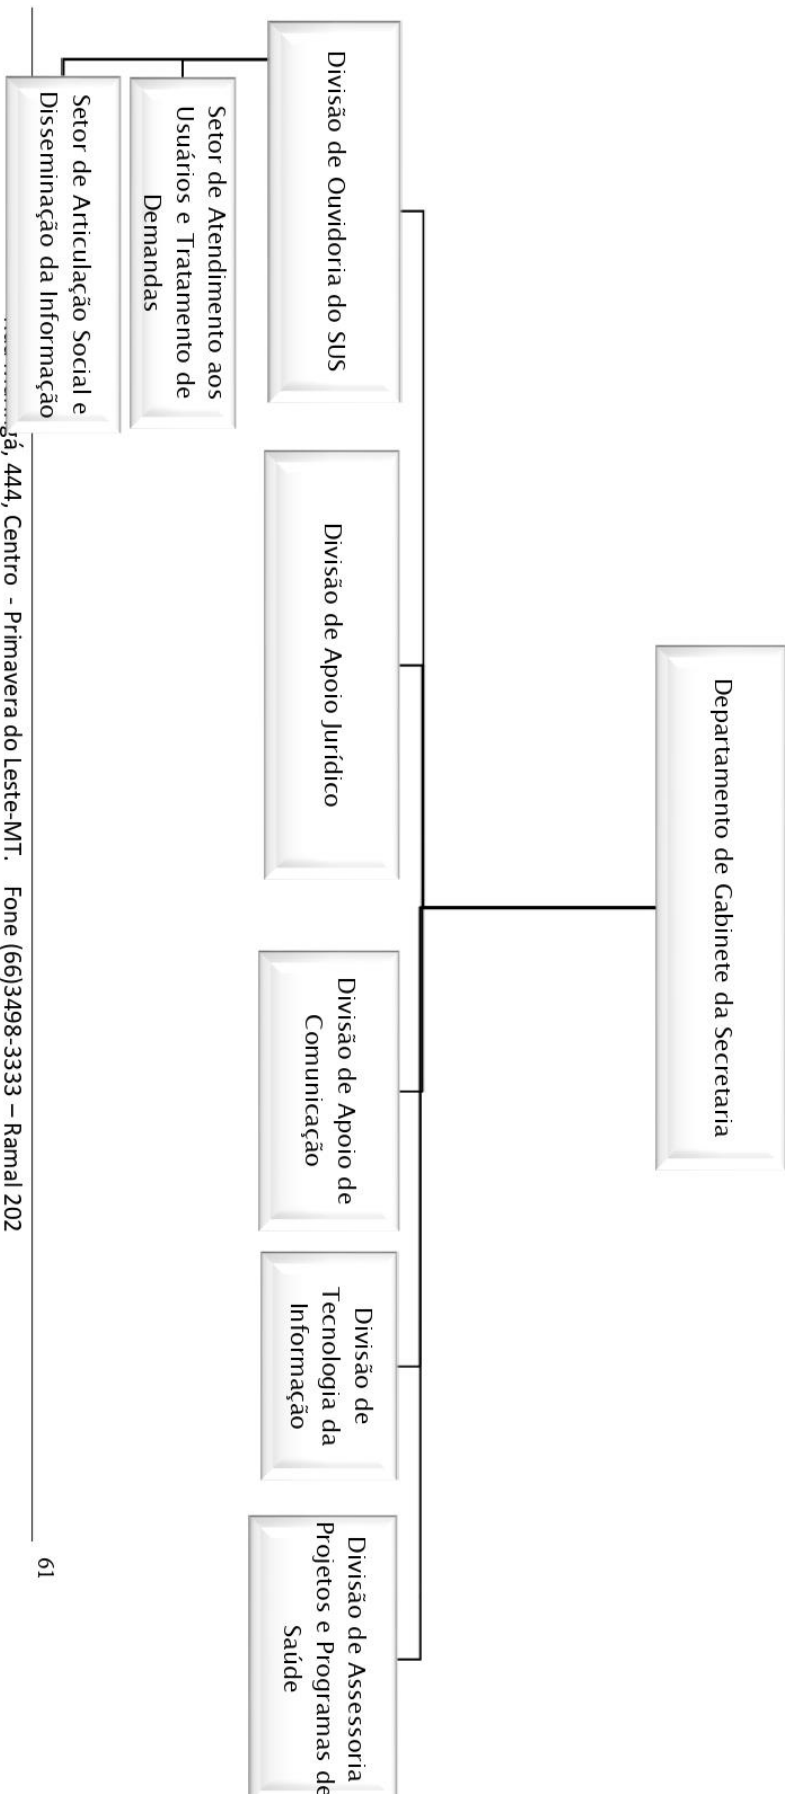 Departamento de Gabinete da Secretaria
Divisão de Ouvidoria do SUS
Setor de Atendimento aos
Usuários e Tratamento de
Demandas
Setor de Articulação Social e
Disseminação da Informação
Divisão de Apoio Jurídico
Divisão de Apoio de
Comunicação
Divisão de
Tecnologia da
Informação
Divisão de Assessoria
Projetos e Programas de
Saúde
61
444, Centro - Primavera do Leste-MT. Fone (66)3498-3333 – Ramal 202